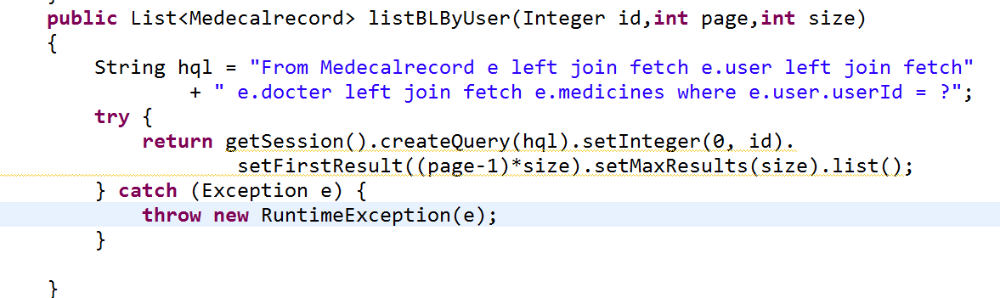 public List<Medecalrecord> listBLByUser(Integer id,int page,int size)
{
String hql = "From Medecalrecord e left join fetch e.user left join fetch"
+ " e.docter left join fetch e.medicines where e.user.userId = ?";
try {
return getSession().createQuery(hql).setInteger(0, id).
setFirstResult((page-1)*size).setMaxResults(size).list();
} catch (Exception e) {
throw new RuntimeException(e);
}
}